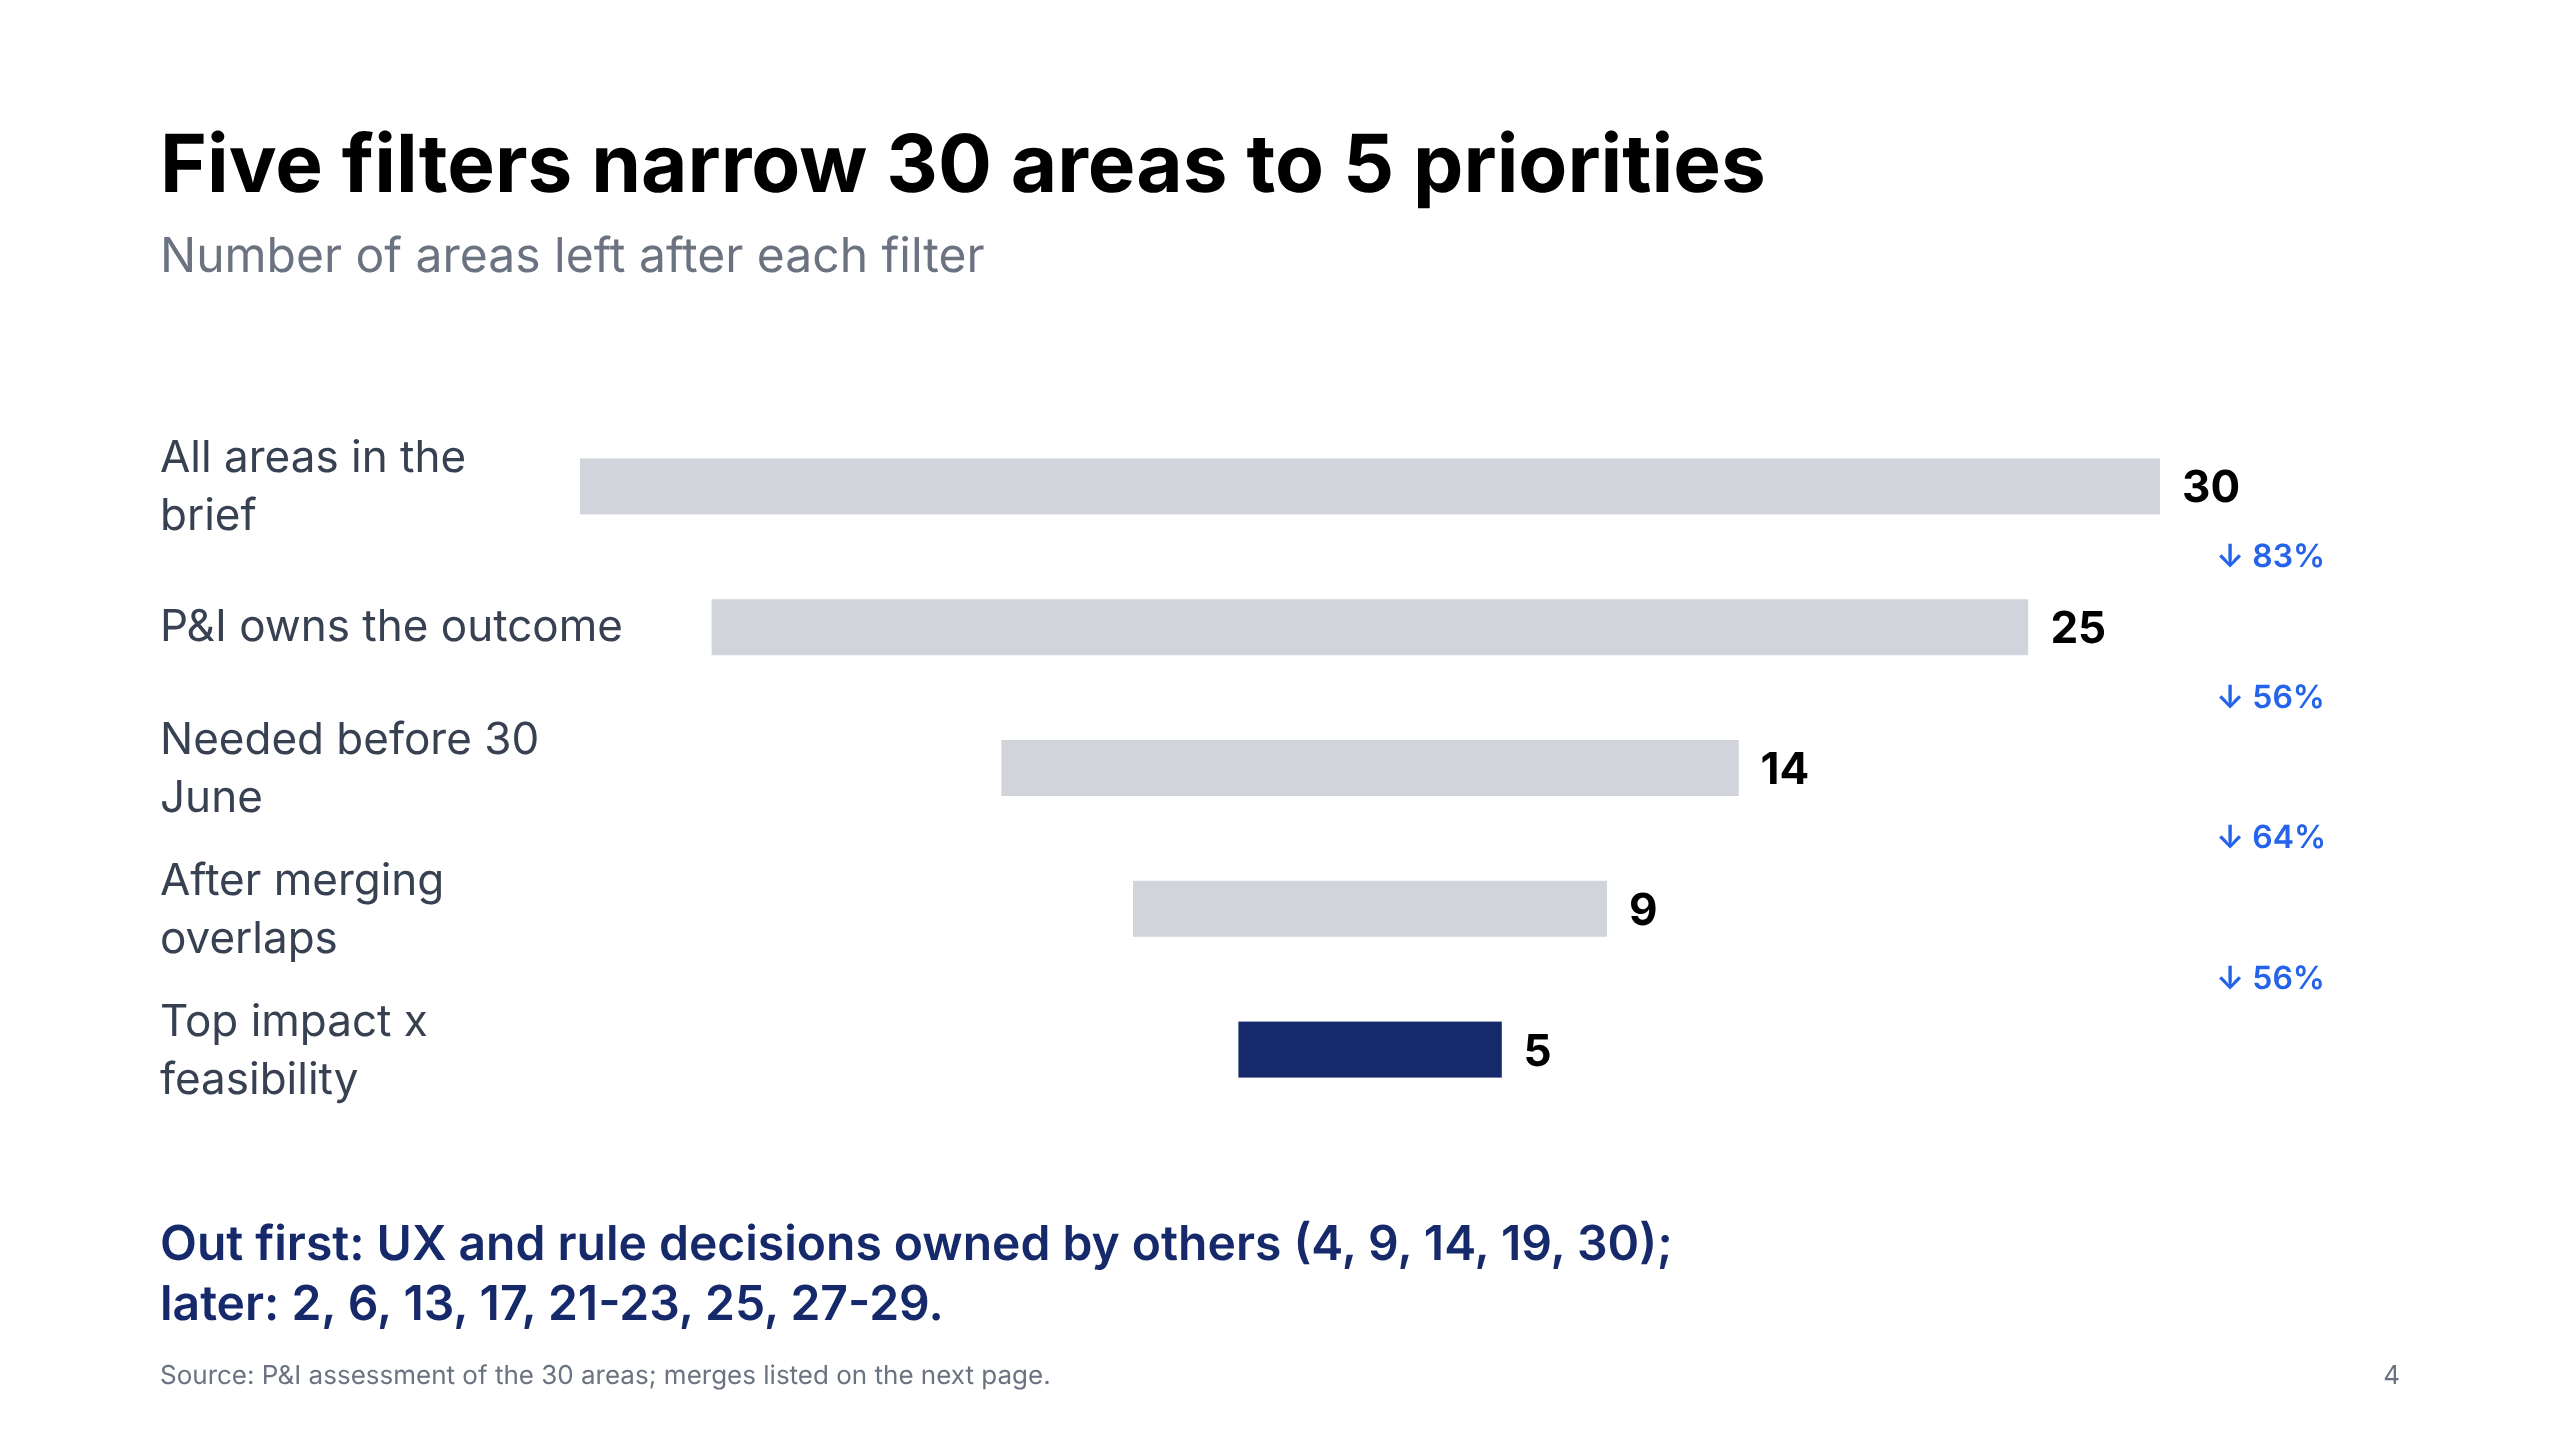 Five filters narrow 30 areas to 5 priorities
Number of areas left after each filter
All areas in the
brief
30
↓ 83%
P&I owns the outcome
25
↓ 56%
Needed before 30
June
14
↓ 64%
After merging
overlaps
9
↓ 56%
Top impact x
feasibility
5
Out first: UX and rule decisions owned by others (4, 9, 14, 19, 30);
later: 2, 6, 13, 17, 21-23, 25, 27-29.
Source: P&I assessment of the 30 areas; merges listed on the next page.
4